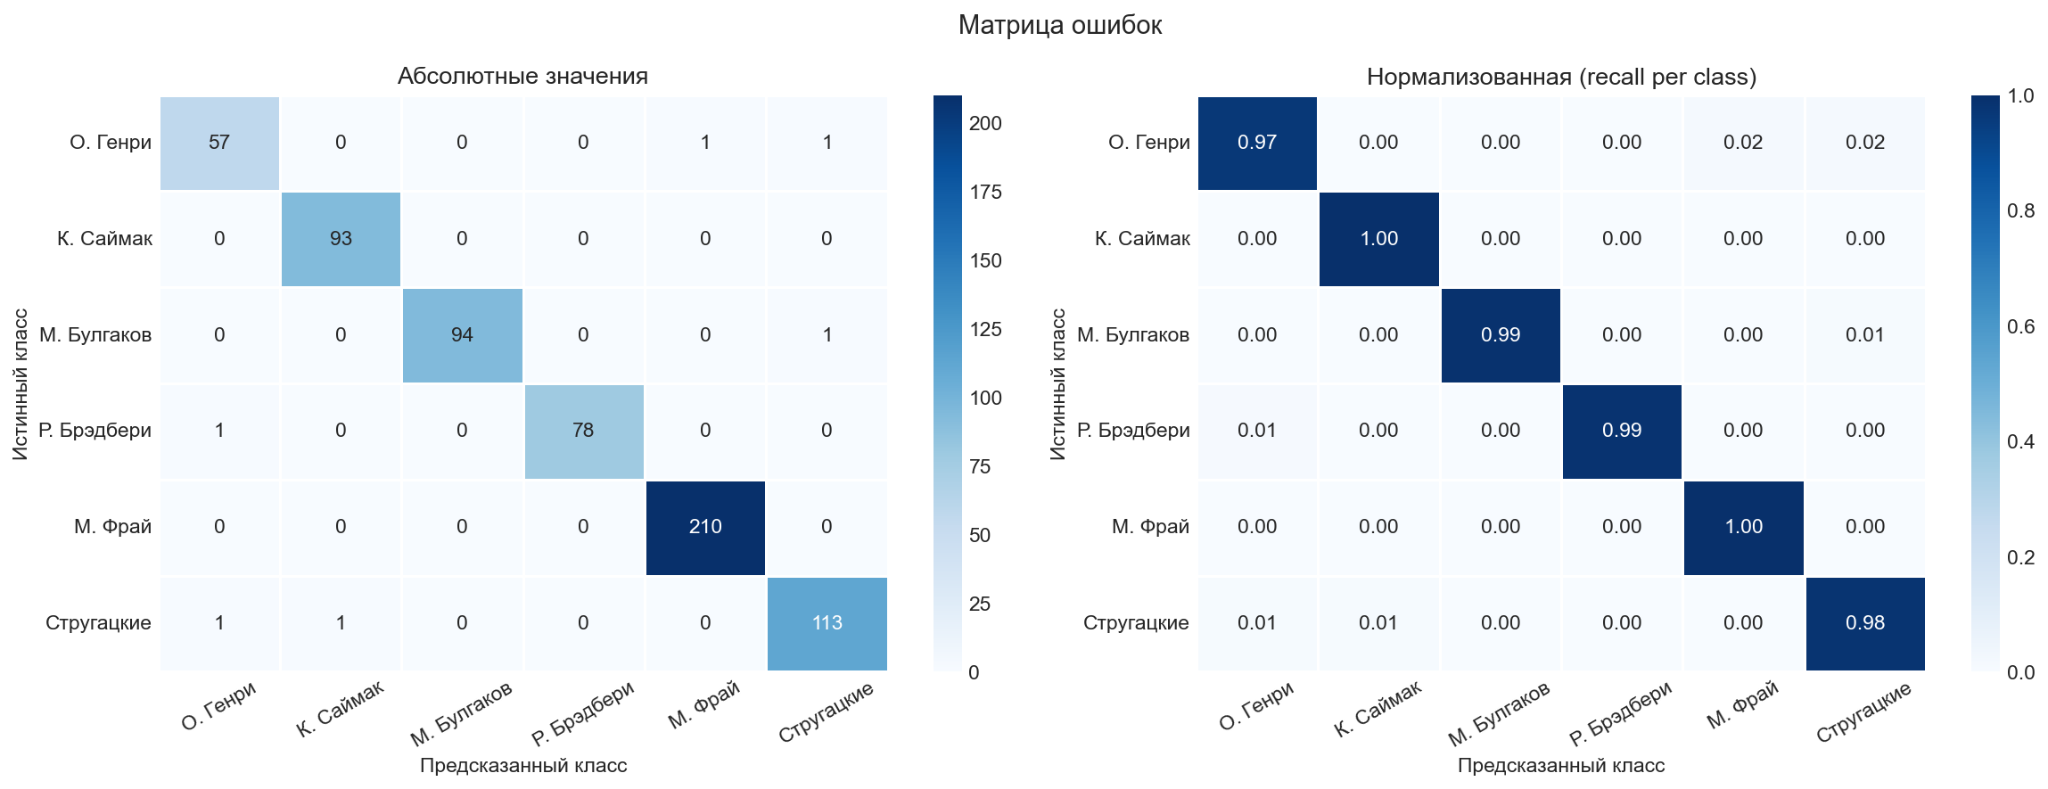 Матрица ошибок
Абсолютные значения
О. Генри 57 0 0 0 1 1
К. Саймак 0 93 0 0 0 0
М. Булгаков 0 0 94 0 0 1
Р. Брэдбери 1 0 0 78 0 0
М. Фрай 0 0 0 0 210 0
Стругацкие 1 1 0 0 0 113
Истинный класс
О. Генри К. Саймак М. Булгаков Р. Брэдбери М. Фрай Стругацкие
Предсказанный класс
200
175
150
125
100
75
50
25
0
Нормализованная (recall per class)
О. Генри 0.97 0.00 0.00 0.00 0.02 0.02
К. Саймак 0.00 1.00 0.00 0.00 0.00 0.00
М. Булгаков 0.00 0.00 0.99 0.00 0.00 0.01
Р. Брэдбери 0.01 0.00 0.00 0.99 0.00 0.00
М. Фрай 0.00 0.00 0.00 0.00 1.00 0.00
Стругацкие 0.01 0.01 0.00 0.00 0.00 0.98
Истинный класс
О. Генри К. Саймак М. Булгаков Р. Брэдбери М. Фрай Стругацкие
Предсказанный класс
1.0
0.8
0.6
0.4
0.2
0.0